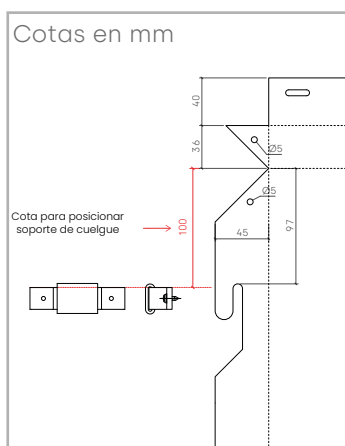 Cotas en mm
40
36
Ø5
Ø5
Cota para posicionar
soporte de cuelgue
100
45
97